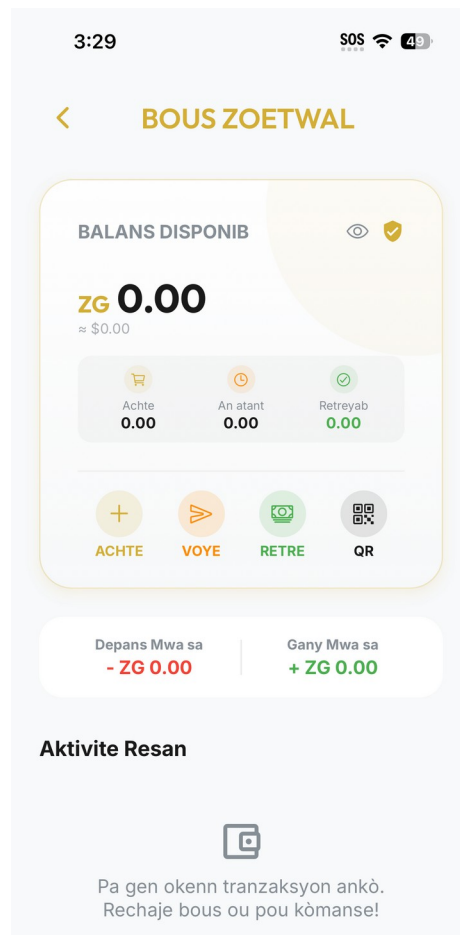 3:29 SOS 49
BOUS ZOETWAL
BALANS DISPONIB
ZG 0.00
≈ $0.00
Achte An atant Retreyab
0.00 0.00 0.00
ACHTE VOYE RETRE QR
Depans Mwa sa Gany Mwa sa
- ZG 0.00 + ZG 0.00
Aktivite Resan
Pa gen okenn tranzaksyon ankò.
Rechaje bous ou pou kòmanse!